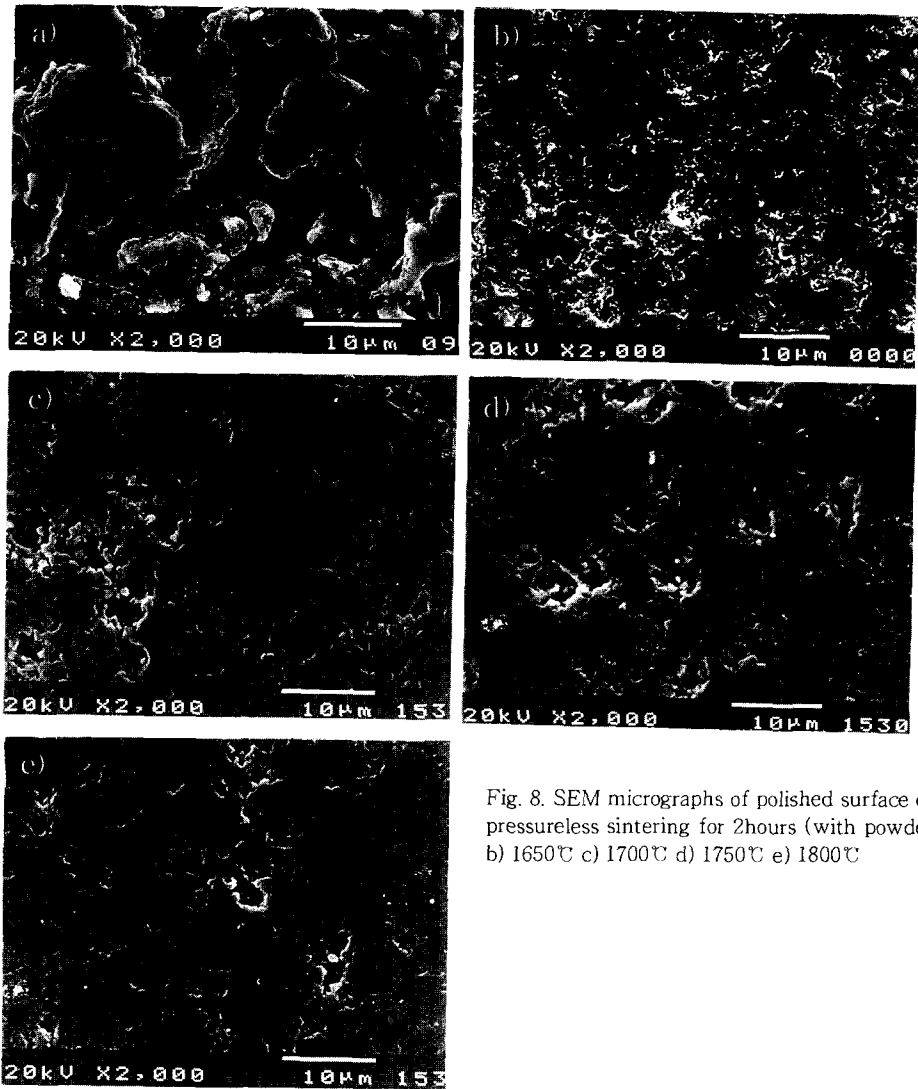 a)
b)
20kV X2,000 10μm 09
20kV X2,000 10μm 0000
c)
d)
20kV X2,000 10μm 153
20kV X2,000 10μm 1530
e)
20kV X2,000 10μm 153
Fig. 8. SEM micrographs of polished surface
pressureless sintering for 2hours (with
b) 1650℃ c) 1700℃ d) 1750℃ e) 1800℃